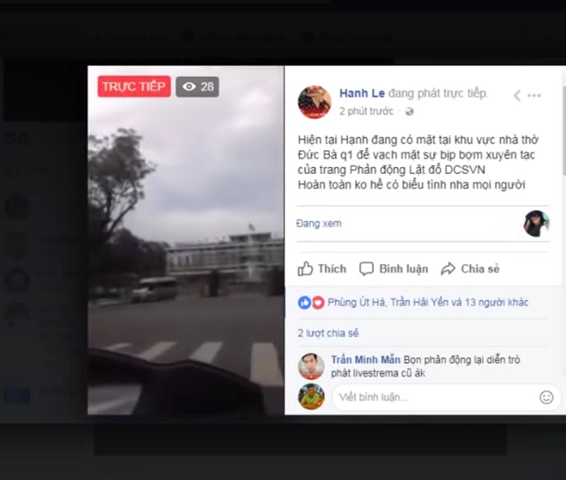 TRỰC TIẾP
28
Hanh Le đang phát trực tiếp.
2 phút trước
Hiện tại Hạnh đang có mặt tại khu vực nhà thờ
Đức Bà q1 để vạch mặt sự bịp bợm xuyên tạc
của trang Phản động Lật đổ DCSVN
Hoàn toàn ko hề có biểu tình nha mọi người
Đang xem
Thích
Bình luận
Chia sẻ
Phùng Út Há, Trần Hải Yến và 13 người khác
2 lượt chia sẻ
Trần Minh Mẫn Bọn phản động lại diễn trò
phát livestrema cũ ák
Viết bình luận...